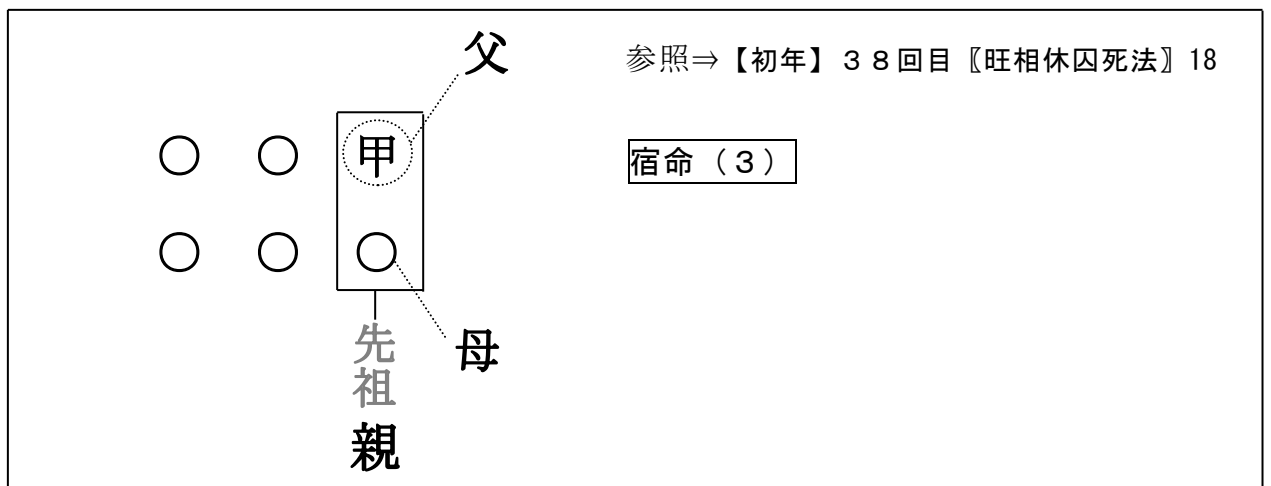 父
参照⇒【初年】３８回目〖旺相休囚死法〗18
○ ○ 甲
宿命（３）
○ ○ ○
母
先祖
親